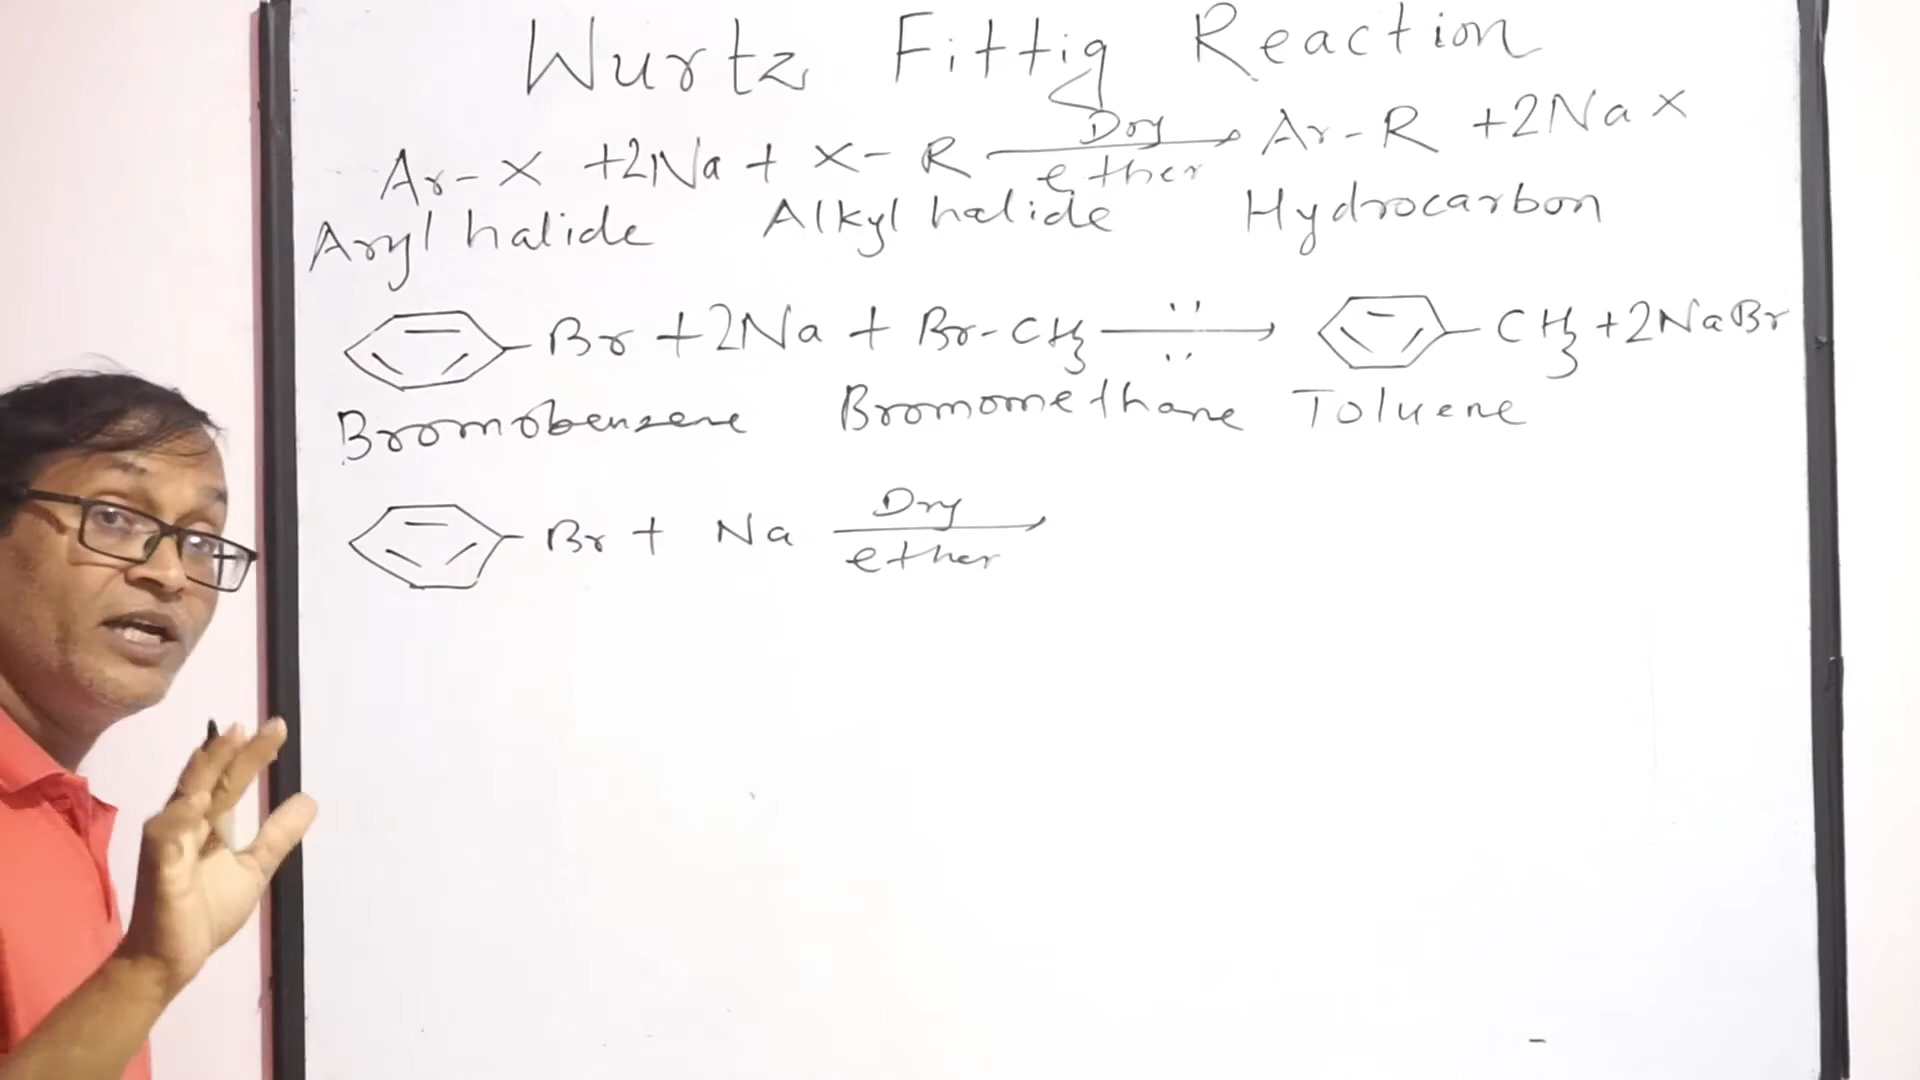 Wurtz Fittig Reaction
Ar-X +2Na + X-R Dry ether → Ar-R +2NaX
Aryl halide Alkyl halide Hydrocarbon
Br +2Na + Br-CH3 '' → '' CH3 +2NaBr
Bromobenzene Bromomethane Toluene
Br + Na Dry ether →